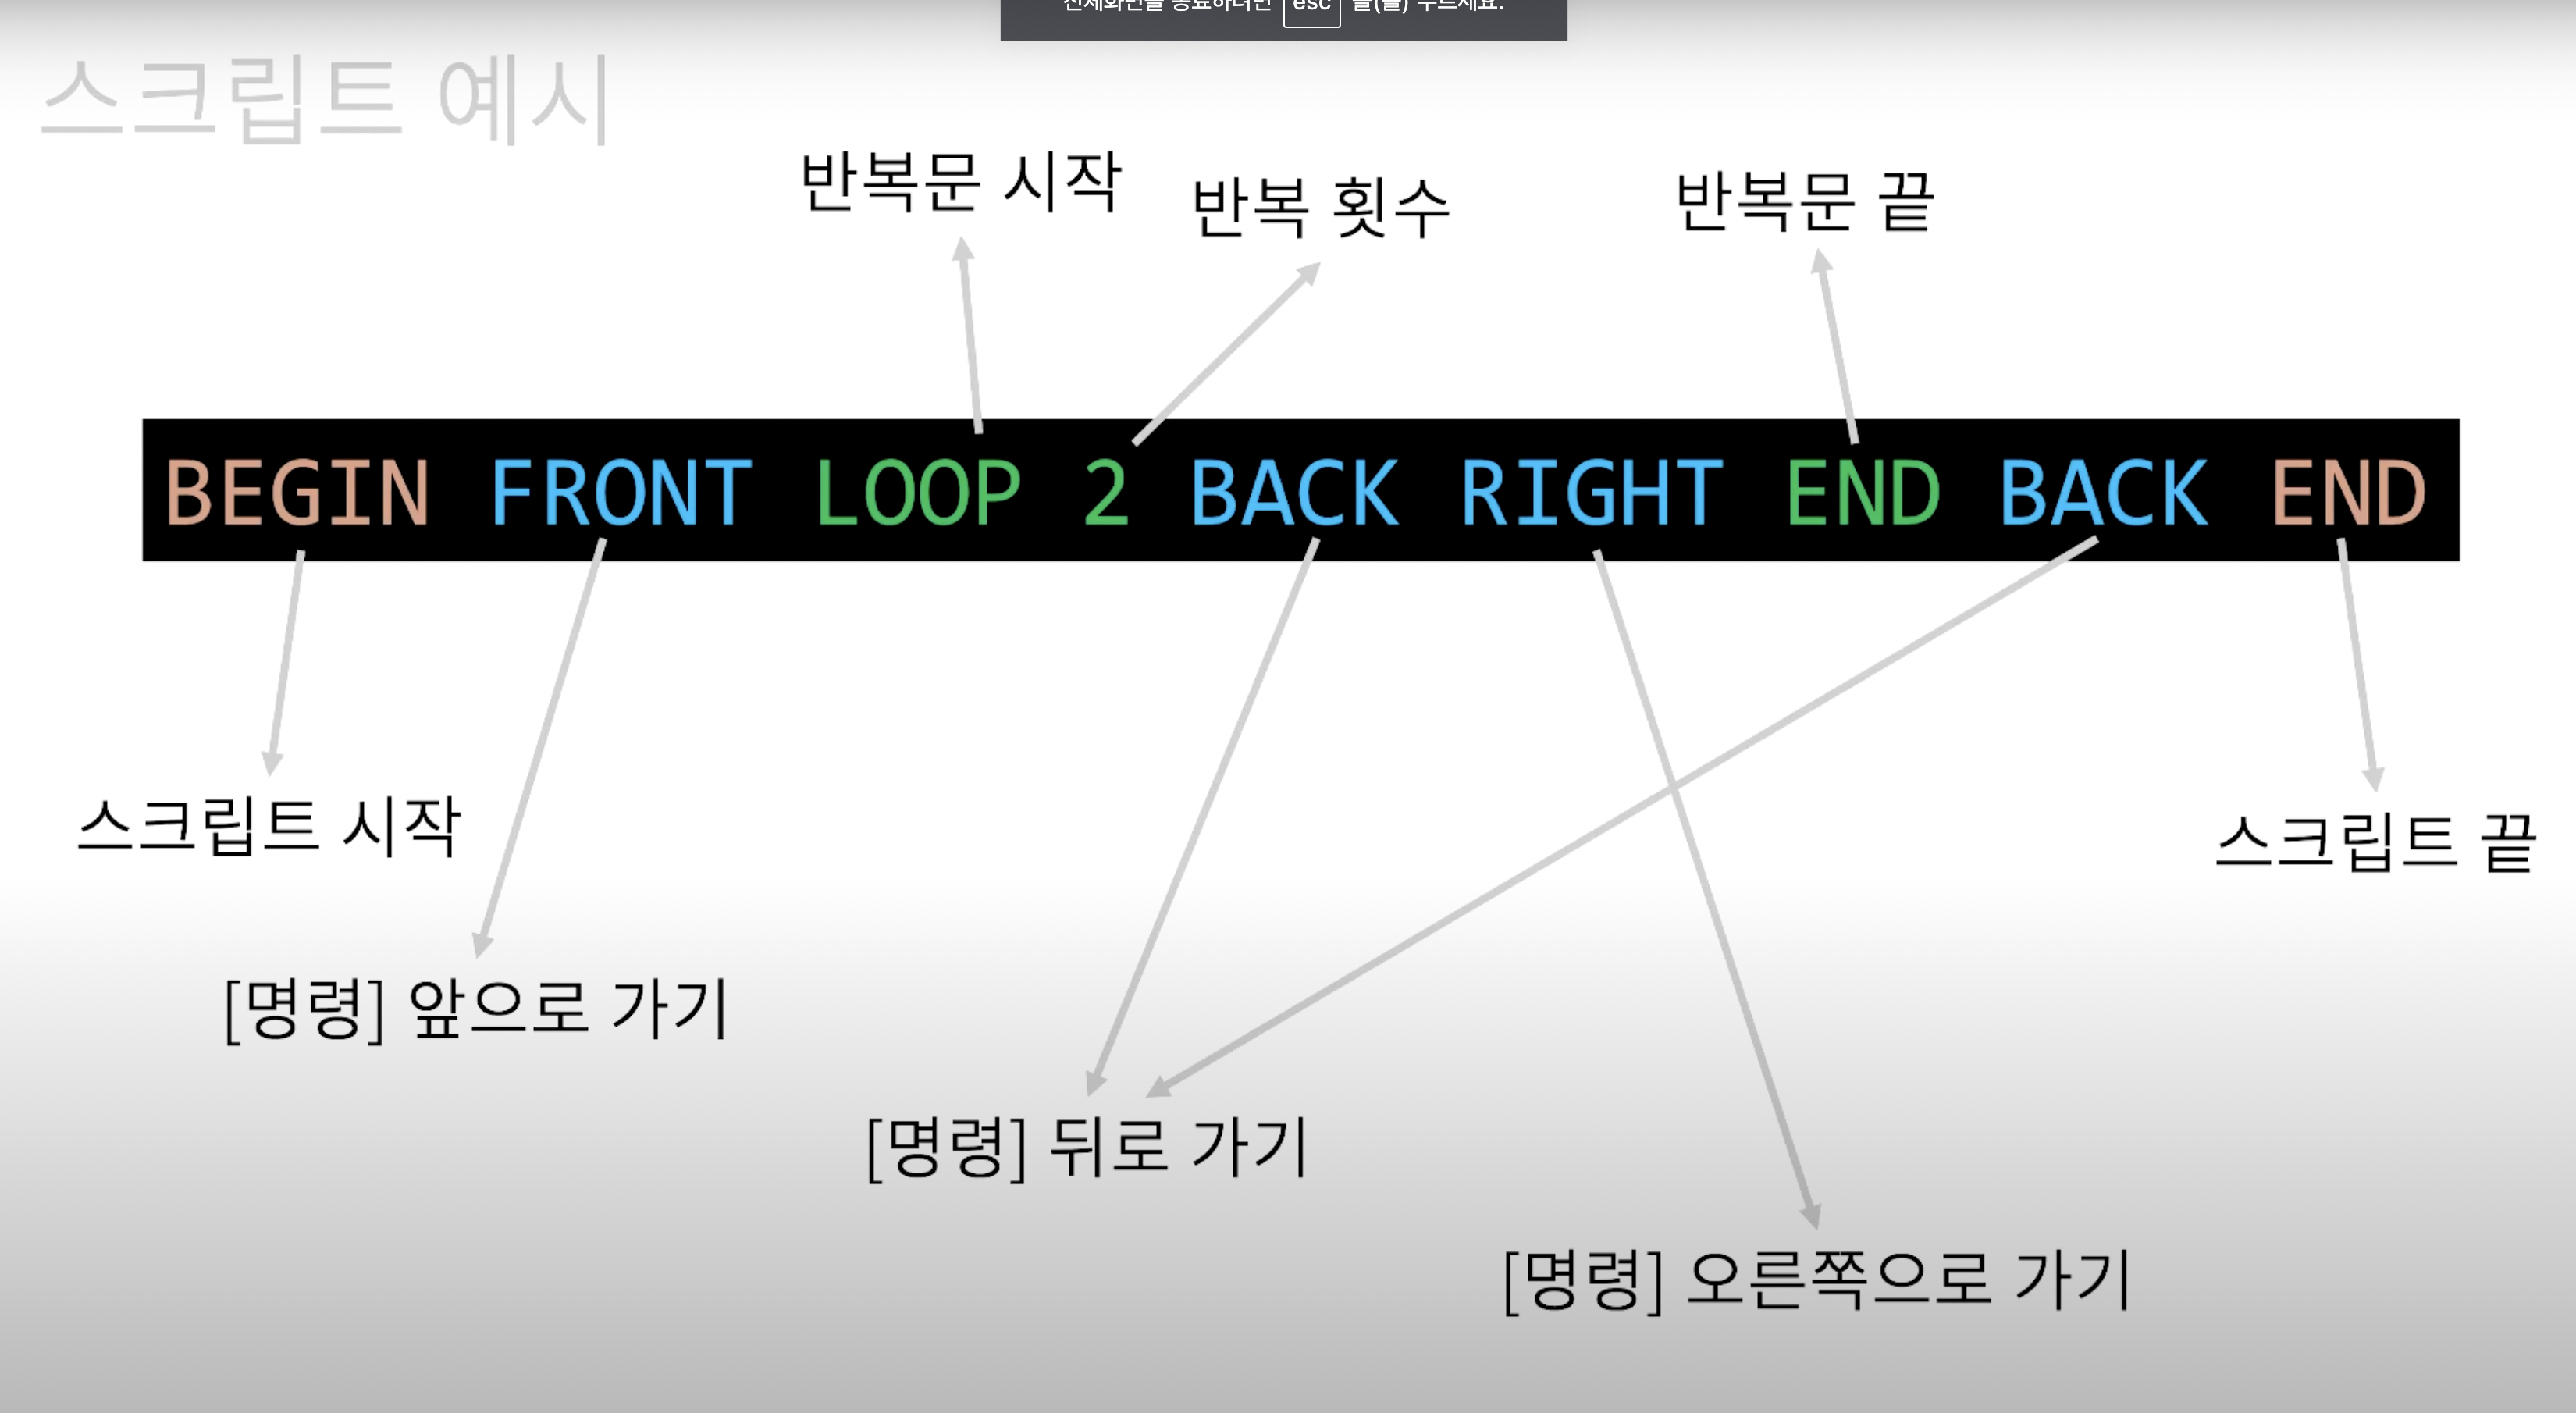 esc
스크립트 예시
반복문 시작
반복 횟수
반복문 끝
BEGIN FRONT LOOP 2 BACK RIGHT END BACK END
스크립트 시작
스크립트 끝
[명령] 앞으로 가기
[명령] 뒤로 가기
[명령] 오른쪽으로 가기